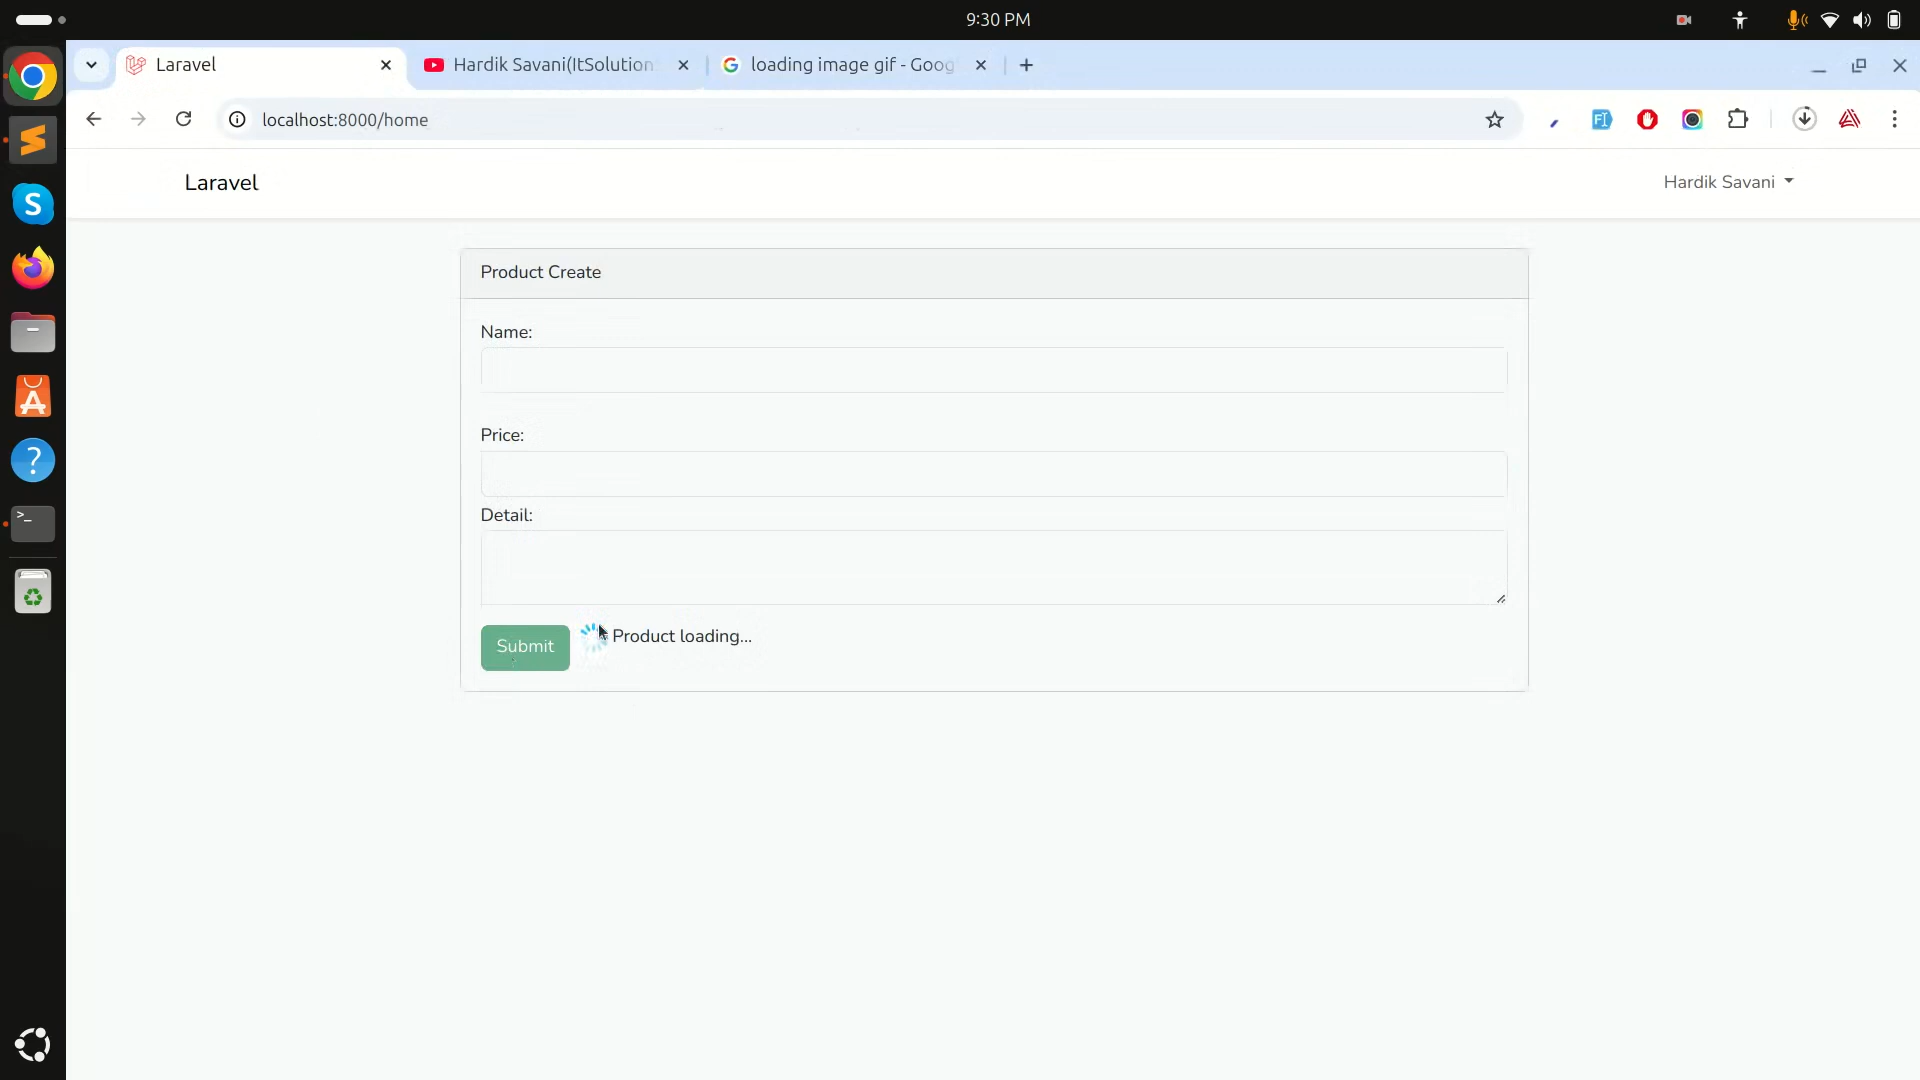 9:30 PM
Laravel
Hardik Savani(ItSolution
loading image gif - Goog
localhost:8000/home
Laravel
Hardik Savani
Product Create
Name:
Price:
Detail:
Submit
Product loading...